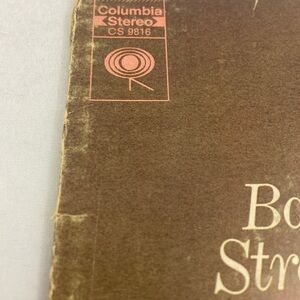 Columbia
Stereo
CS 9816
Bo
Str